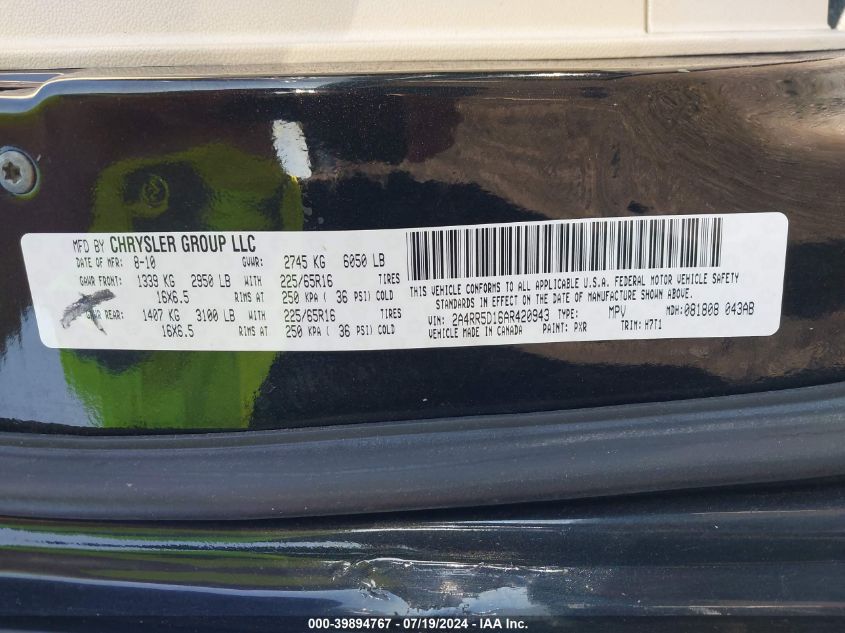 MFD BY CHRYSLER GROUP LLC
DATE OF MFR: 8-10 GVWR: 2745 KG 6050 LB
GAWR FRONT: 1339 KG 2950 LB WITH 225/65R16 TIRES
16X6.5 RIMS AT 250 KPA ( 36 PSI) COLD
GAWR REAR: 1407 KG 3100 LB WITH 225/65R16 TIRES
16X6.5 RIMS AT 250 KPA ( 36 PSI) COLD
THIS VEHICLE CONFORMS TO ALL APPLICABLE U.S.A. FEDERAL MOTOR VEHICLE SAFETY
STANDARDS IN EFFECT ON THE DATE OF MANUFACTURE SHOWN ABOVE.
VIN: 2A4RR5D16AR420943 TYPE: MPV MDH: 081808 043AB
VEHICLE MADE IN CANADA PAINT: PXR TRIM: H7T1
000-39894767 - 07/19/2024 - IAAI.com